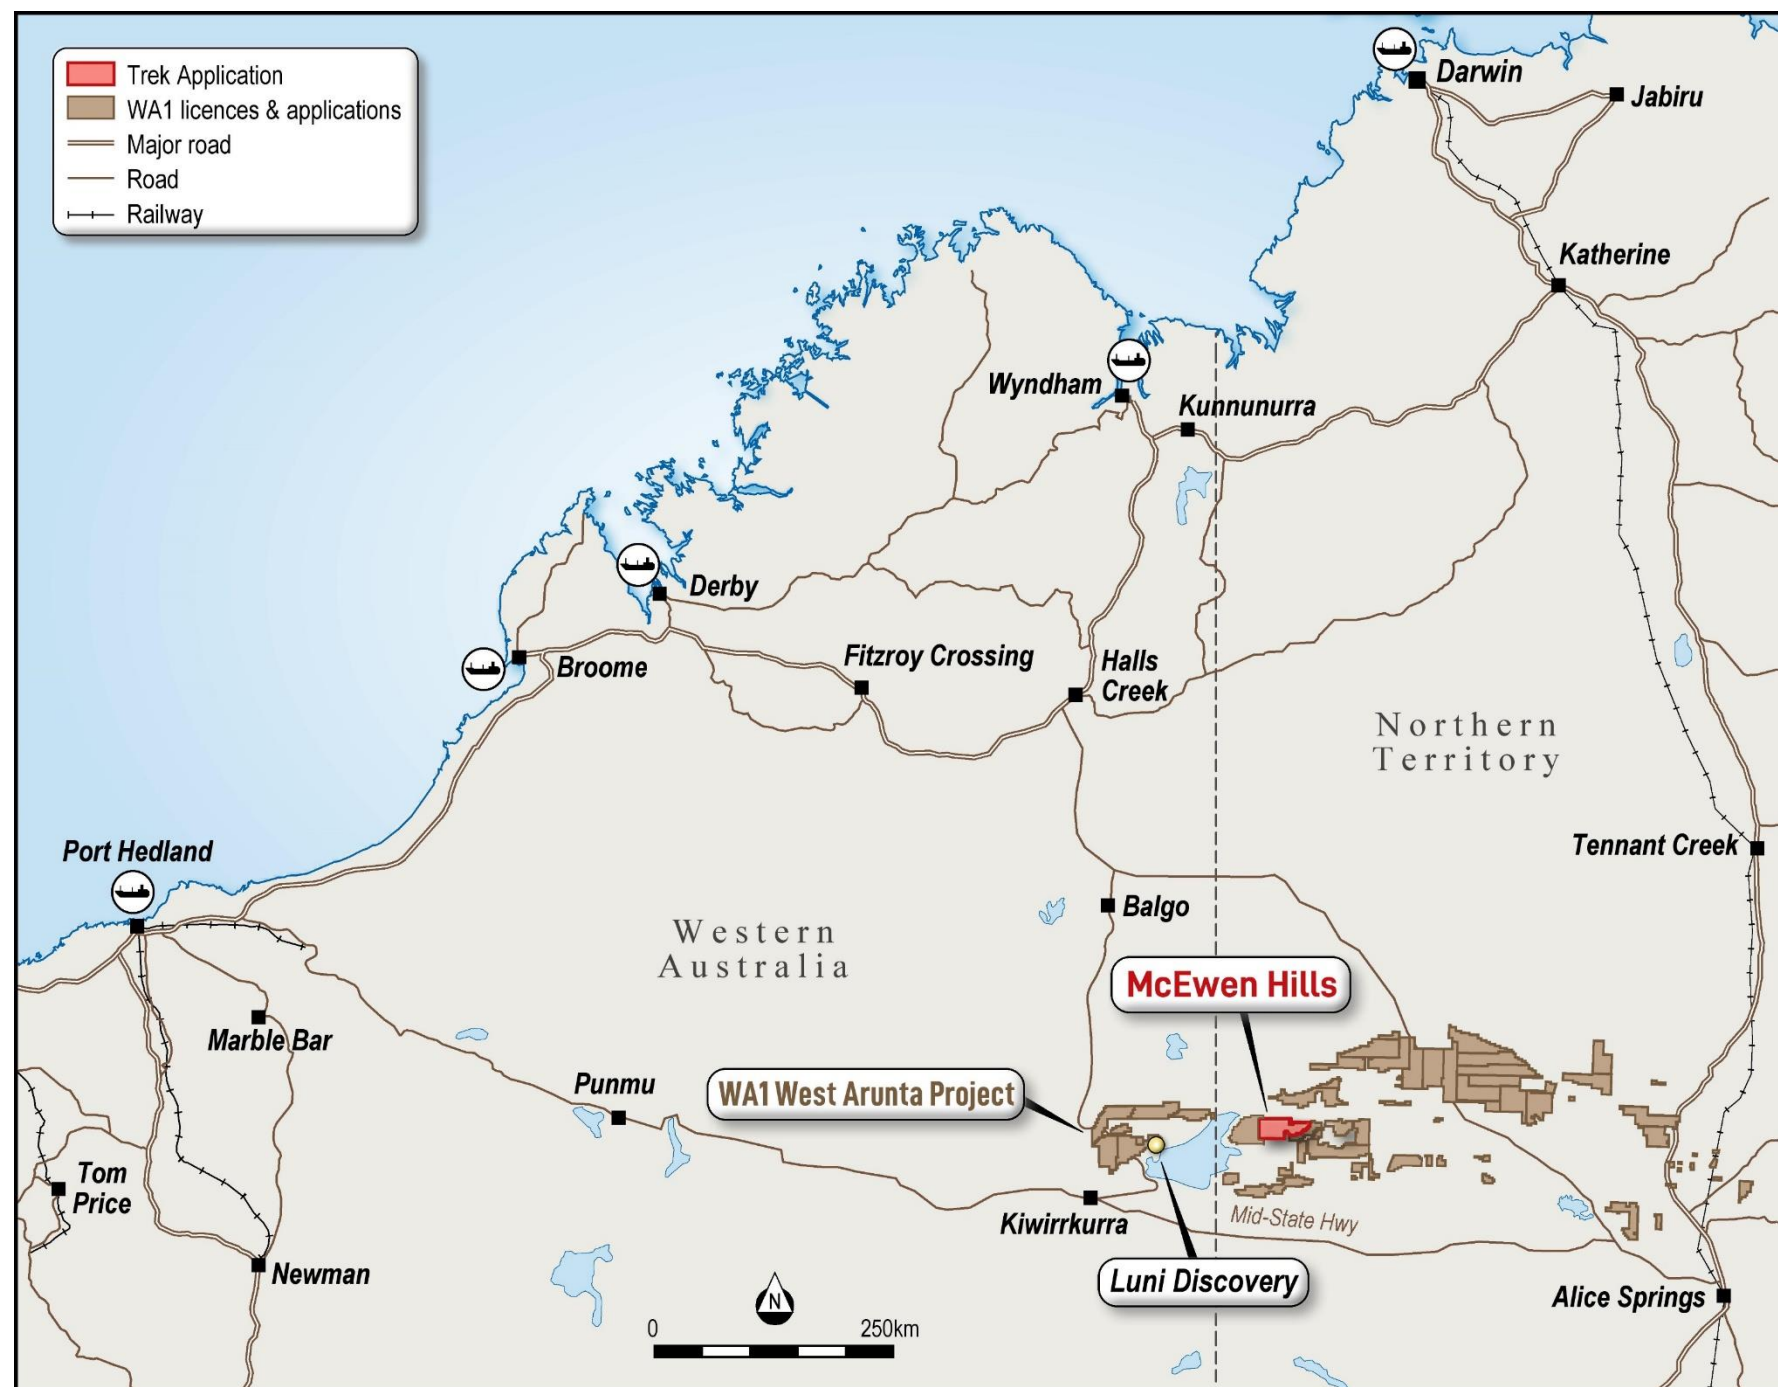 Trek Application
WA1 licences & applications
Major road
Road
Railway
Darwin
Jabiru
Katherine
Wyndham
Kunnunurra
Derby
Broome
Fitzroy Crossing
Halls
Creek
Northern
Territory
Port Hedland
Tennant Creek
Balgo
Western
Australia
McEwen Hills
Marble Bar
Punmu
WA1 West Arunta Project
Tom
Price
Kiwirrkurra
Mid-State Hwy
Newman
Luni Discovery
Alice Springs
N
0
250km